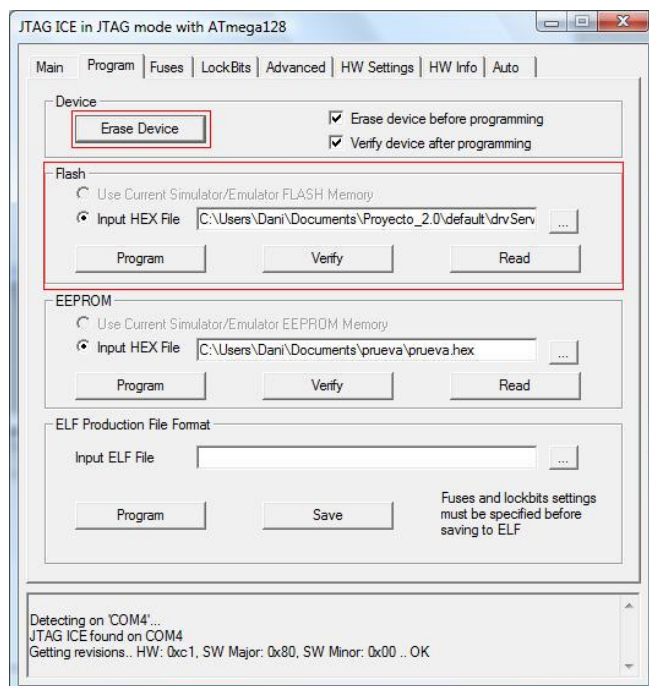 JTAG ICE in JTAG mode with ATmega128
Main Program Fuses LockBits Advanced HW Settings HW Info Auto
Device
Erase Device
Erase device before programming
Verify device after programming
Flash
Use Current Simulator/Emulator FLASH Memory
Input HEX File C:\Users\Dani\Documents\Proyecto_2.0\default\drvServ ...
Program Verify Read
EEPROM
Use Current Simulator/Emulator EEPROM Memory
Input HEX File C:\Users\Dani\Documents\prueva\prueva.hex ...
Program Verify Read
ELF Production File Format
Input ELF File ...
Program Save
Fuses and lockbits settings
must be specified before
saving to ELF
Detecting on 'COM4'...
JTAG ICE found on COM4
Getting revisions.. HW: 0xc1, SW Major: 0x80, SW Minor: 0x00 .. OK